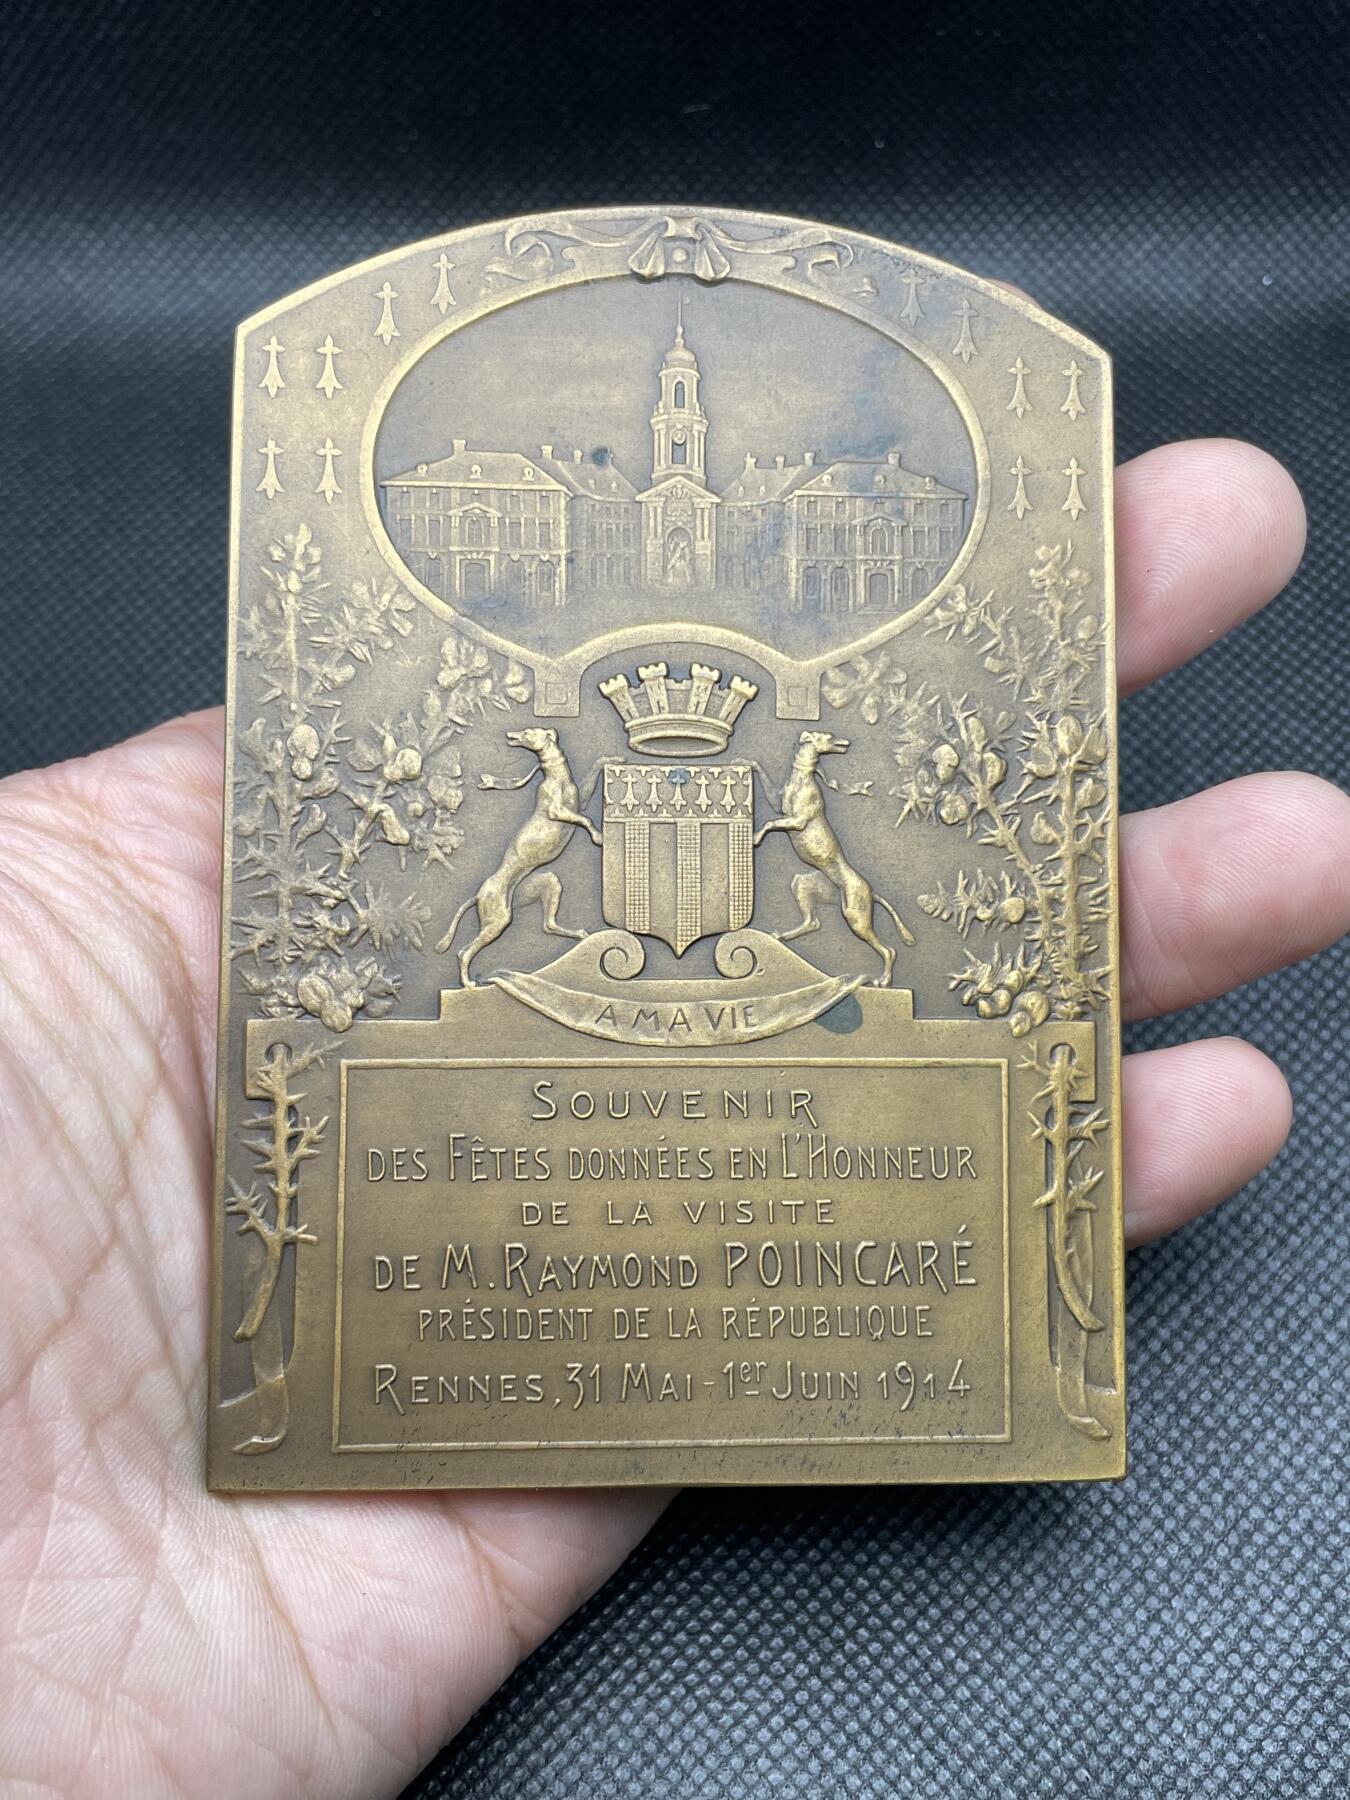 A MA VIE
SOUVENIR
DES FÊTES DONNÉES EN L'HONNEUR
DE LA VISITE
DE M. RAYMOND POINCARÉ
PRÉSIDENT DE LA RÉPUBLIQUE
RENNES, 31 MAI - 1er JUIN 1914